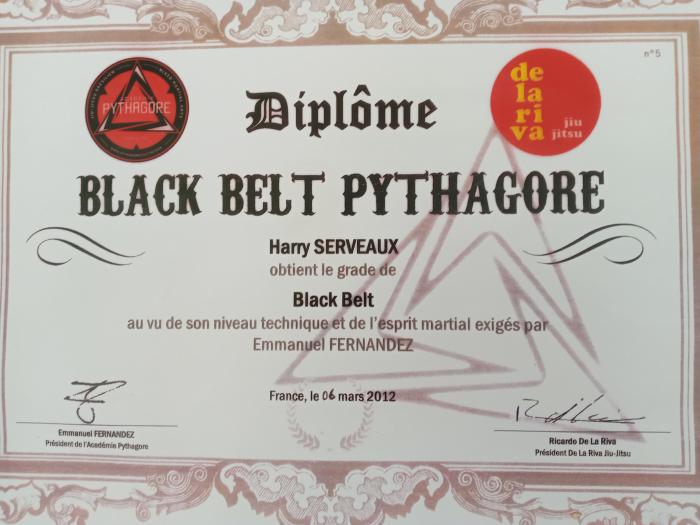 n°5
ACADÉMIE
PYTHAGORE
de
la
ri
va
jiu
jitsu
Diplôme
BLACK BELT PYTHAGORE
Harry SERVEAUX
obtient le grade de
Black Belt
au vu de son niveau technique et de l'esprit martial exigés par
Emmanuel FERNANDEZ
France, le 06 mars 2012
Emmanuel FERNANDEZ
Président de l'Académie Pythagore
Ricardo De La Riva
Président De La Riva Jiu-Jitsu